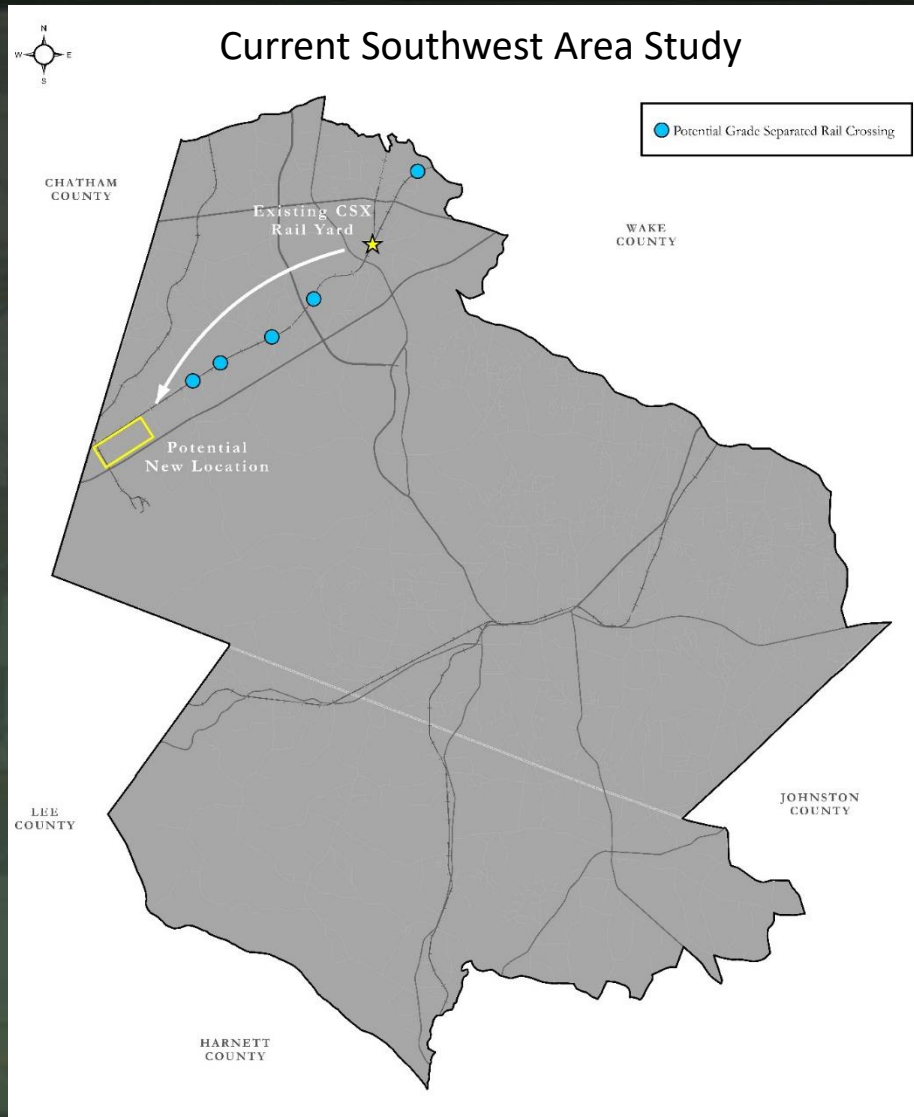 Current Southwest Area Study
N
W
E
S
Potential Grade Separated Rail Crossing
CHATHAM
COUNTY
Existing CSX
Rail Yard
WAKE
COUNTY
Potential
New Location
LEE
COUNTY
JOHNSTON
COUNTY
HARNETT
COUNTY